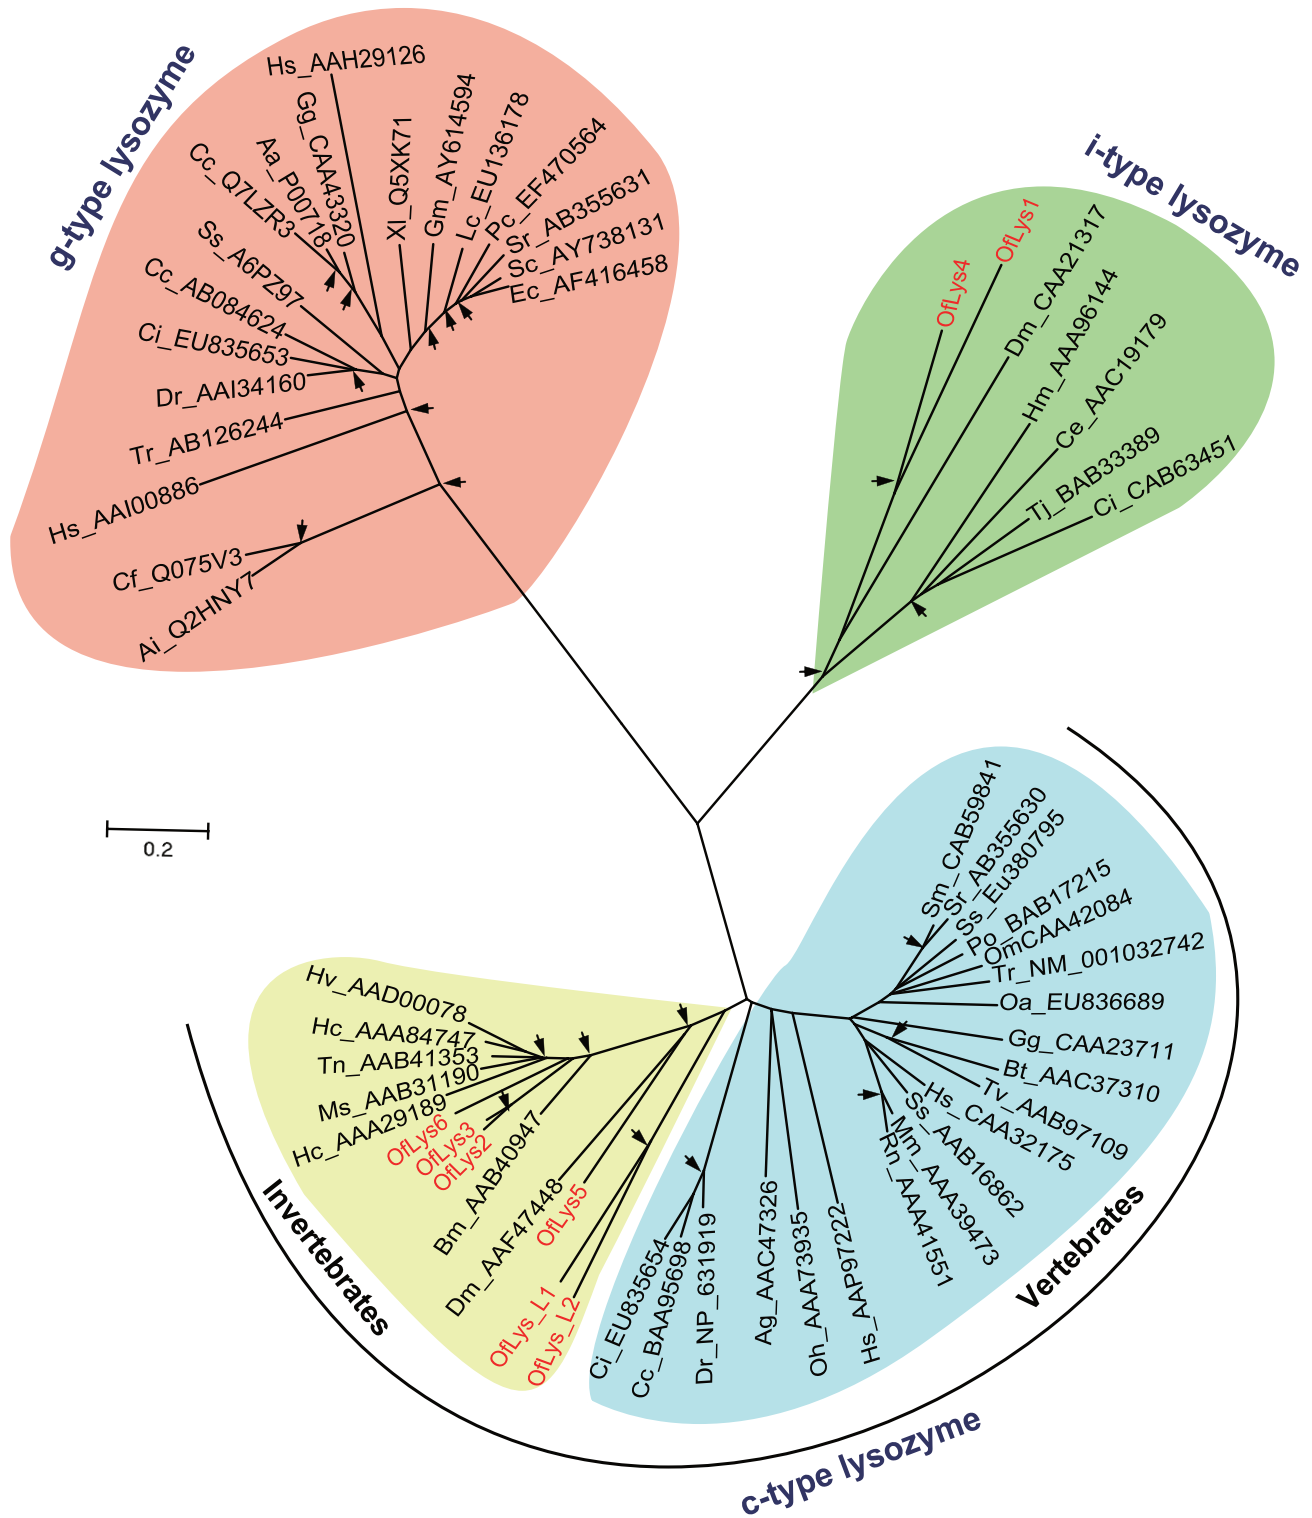 g-type lysozyme
Hs_AAH29126
Gg_CAA43320
Aa_P00718
Cc_Q7LZR3
Xl_Q5XK71
Gm_AY614594
Lc_EU136178
Pc_EF470564
Sr_AB355631
Sc_AY738131
Ec_AF416458
Ss_A6PZ97
Cc_AB084624
Ci_EU835653
Dr_AAI34160
Tr_AB126244
Hs_AAI00886
Cf_Q075V3
Ai_Q2HNY7
i-type lysozyme
OfLys4
OfLys1
Dm_CAA21317
Hm_AAA96144
Ce_AAC19179
Tj_BAB33389
Ci_CAB63451
0.2
Sm_CAB59841
Sr_AB355630
Ss_Eu380795
Po_BAB17215
OmCAA42084
Tr_NM_001032742
Oa_EU836689
Gg_CAA23711
Bt_AAC37310
Tv_AAB97109
Hs_CAA32175
Ss_AAB16862
Mm_AAA39473
Rn_AAA41551
Hs_AAP97222
Oh_AAA73935
Ag_AAC47326
Dr_NP_631919
Cc_BAA95698
Ci_EU835654
Hv_AAD00078
Hc_AAA84747
Tn_AAB41353
Ms_AAB31190
Hc_AAA29189
OfLys6
OfLys3
OfLys2
Bm_AAB40947
Dm_AAF47448
OfLys5
OfLys_L1
OfLys_L2
Invertebrates
Vertebrates
c-type lysozyme